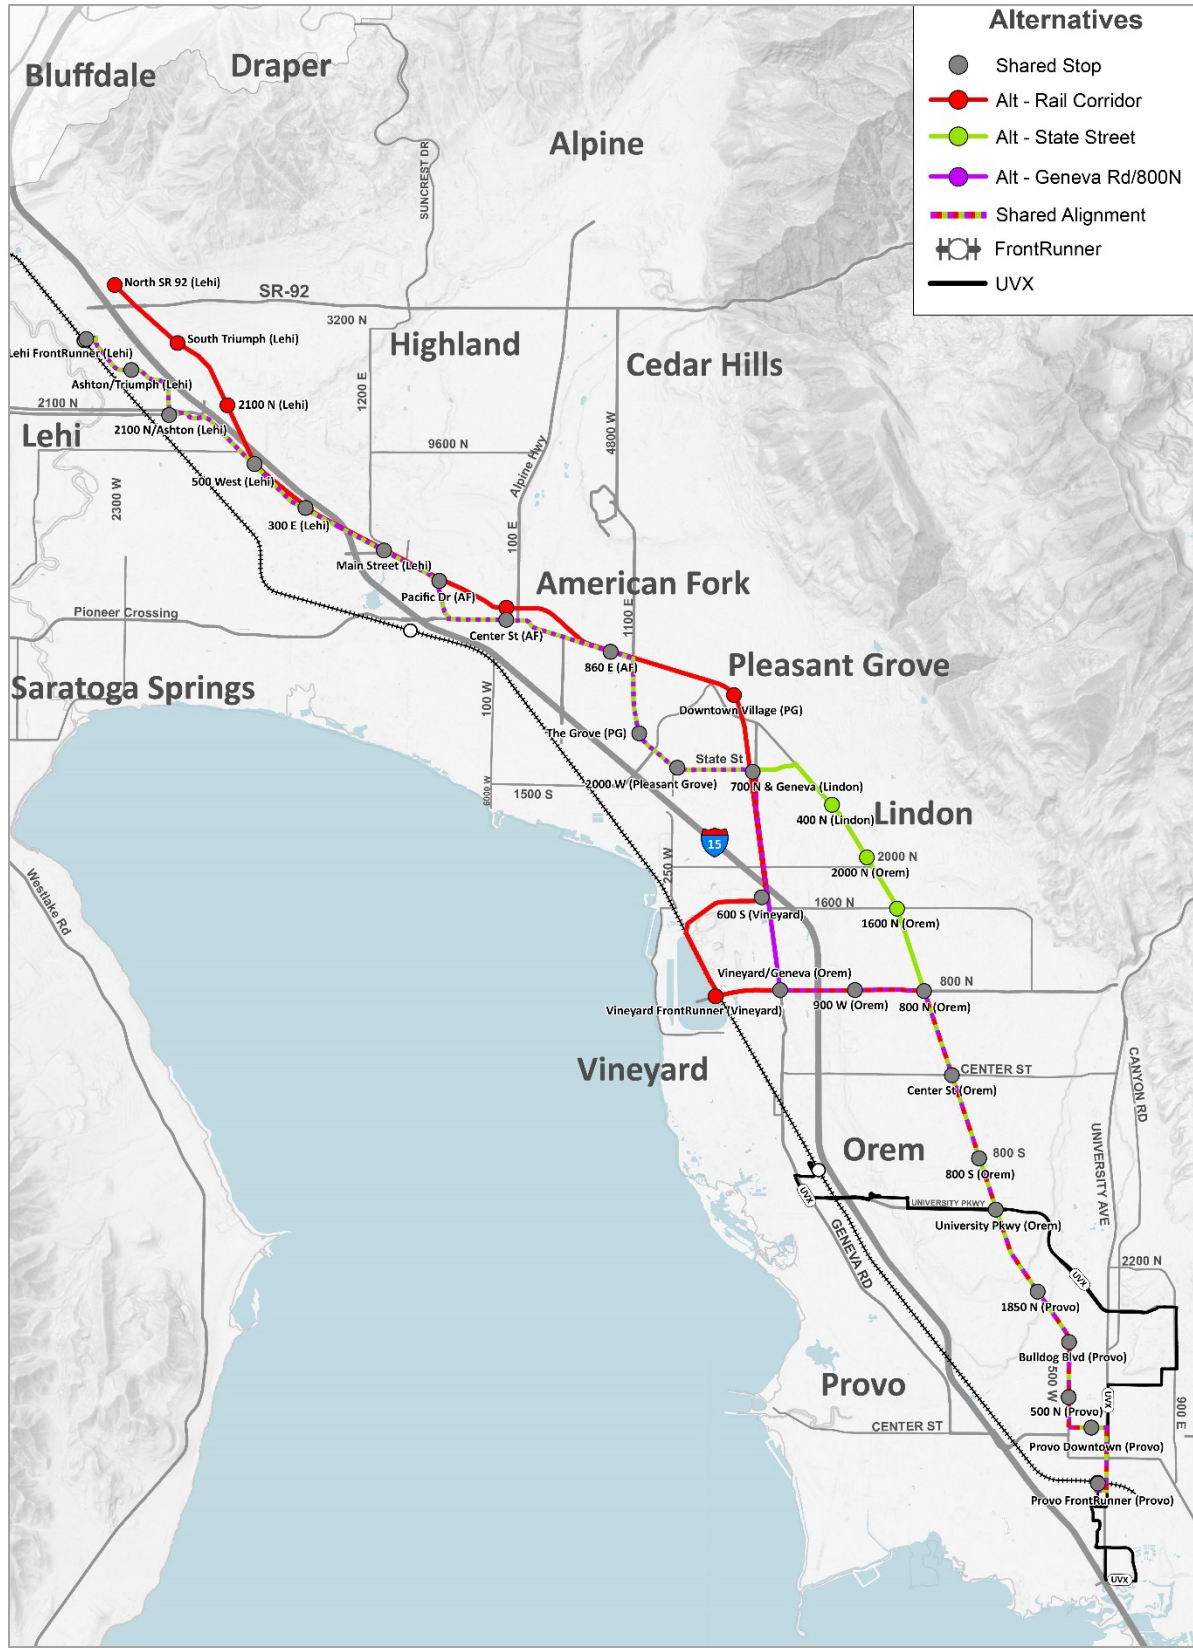 Alternatives
Shared Stop
Alt - Rail Corridor
Alt - State Street
Alt - Geneva Rd/800N
Shared Alignment
FrontRunner
UVX
Bluffdale
Draper
Alpine
SUNCREST DR
North SR 92 (Lehi)
SR-92
3200 N
South Triumph (Lehi)
Highland
Lehi FrontRunner (Lehi)
Cedar Hills
Ashton/Triumph (Lehi)
1200 E
2100 N
2100 N (Lehi)
2100 N/Ashton (Lehi)
Lehi
4800 W
9600 N
Alpine Hwy
500 West (Lehi)
2300 W
300 E (Lehi)
100 E
Main Street (Lehi)
American Fork
Pacific Dr (AF)
Pioneer Crossing
Center St (AF)
1100 E
860 E (AF)
Pleasant Grove
Saratoga Springs
100 W
Downtown Village (PG)
The Grove (PG)
State St
2000 W (Pleasant Grove)
700 N & Geneva (Lindon)
6000 W
1500 S
400 N (Lindon)
Lindon
15
250 W
2000 N
2000 N (Orem)
Westlake Rd
600 S (Vineyard)
1600 N
1600 N (Orem)
Vineyard/Geneva (Orem)
800 N
Vineyard FrontRunner (Vineyard)
900 W (Orem)
800 N (Orem)
Vineyard
CENTER ST
Center St (Orem)
CANYON RD
UNIVERSITY AVE
Orem
800 S
800 S (Orem)
UVX
UNIVERSITY PKWY
University Pkwy (Orem)
GENEVA RD
2200 N
UVX
1850 N (Provo)
Bulldog Blvd (Provo)
500 W
Provo
UVX
900 E
500 N (Provo)
CENTER ST
Provo Downtown (Provo)
Provo FrontRunner (Provo)
UVX